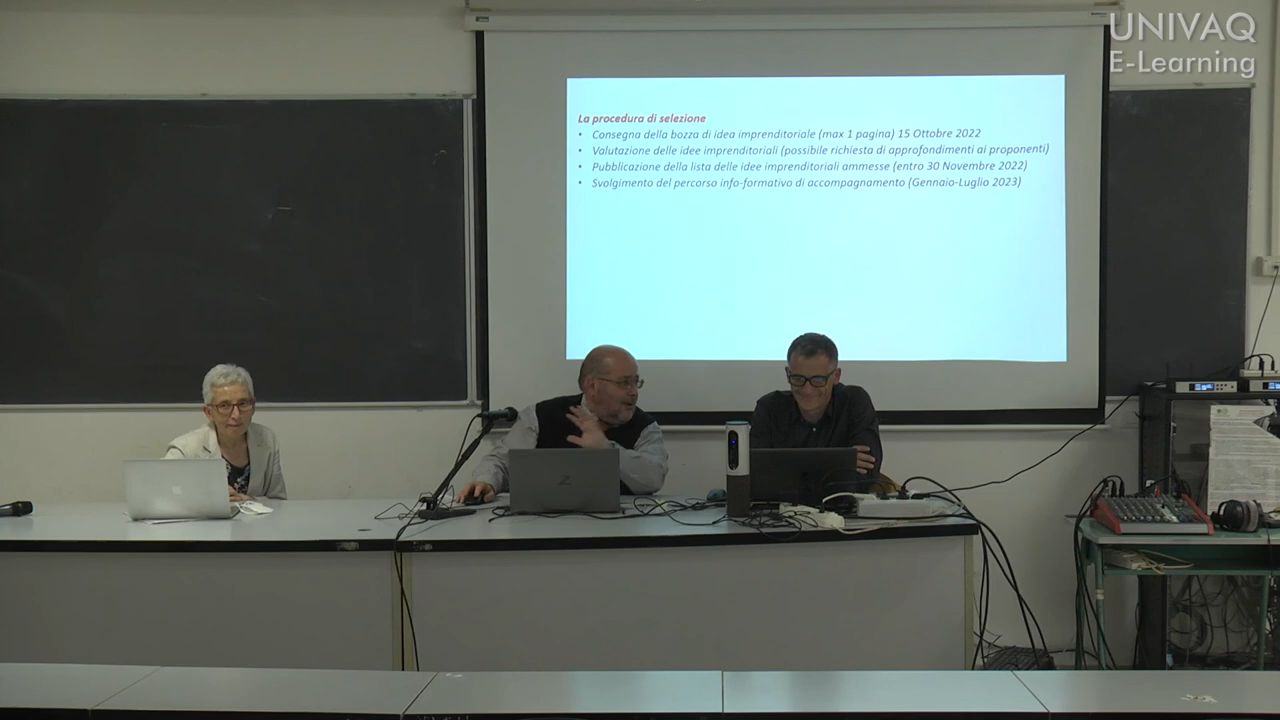 UNIVAQ
E-Learning
La procedura di selezione
• Consegna della bozza di idea imprenditoriale (max 1 pagina) 15 Ottobre 2022
• Valutazione delle idee imprenditoriali (possibile richiesta di approfondimenti ai proponenti)
• Pubblicazione della lista delle idee imprenditoriali ammesse (entro 30 Novembre 2022)
• Svolgimento del percorso info-formativo di accompagnamento (Gennaio-Luglio 2023)